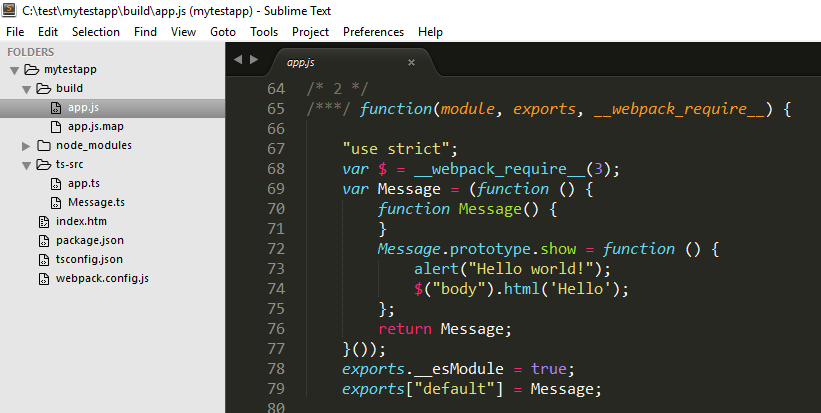 C:\test\mytestapp\build\app.js (mytestapp) - Sublime Text
File Edit Selection Find View Goto Tools Project Preferences Help
FOLDERS
mytestapp
build
app.js
app.js.map
node_modules
ts-src
app.ts
Message.ts
index.htm
package.json
tsconfig.json
webpack.config.js
app.js
64 /* 2 */
65 /***/ function(module, exports, __webpack_require__) {
66
67 "use strict";
68 var $ = __webpack_require__(3);
69 var Message = (function () {
70 function Message() {
71 }
72 Message.prototype.show = function () {
73 alert("Hello world!");
74 $("body").html('Hello');
75 };
76 return Message;
77 }());
78 exports.__esModule = true;
79 exports["default"] = Message;
80